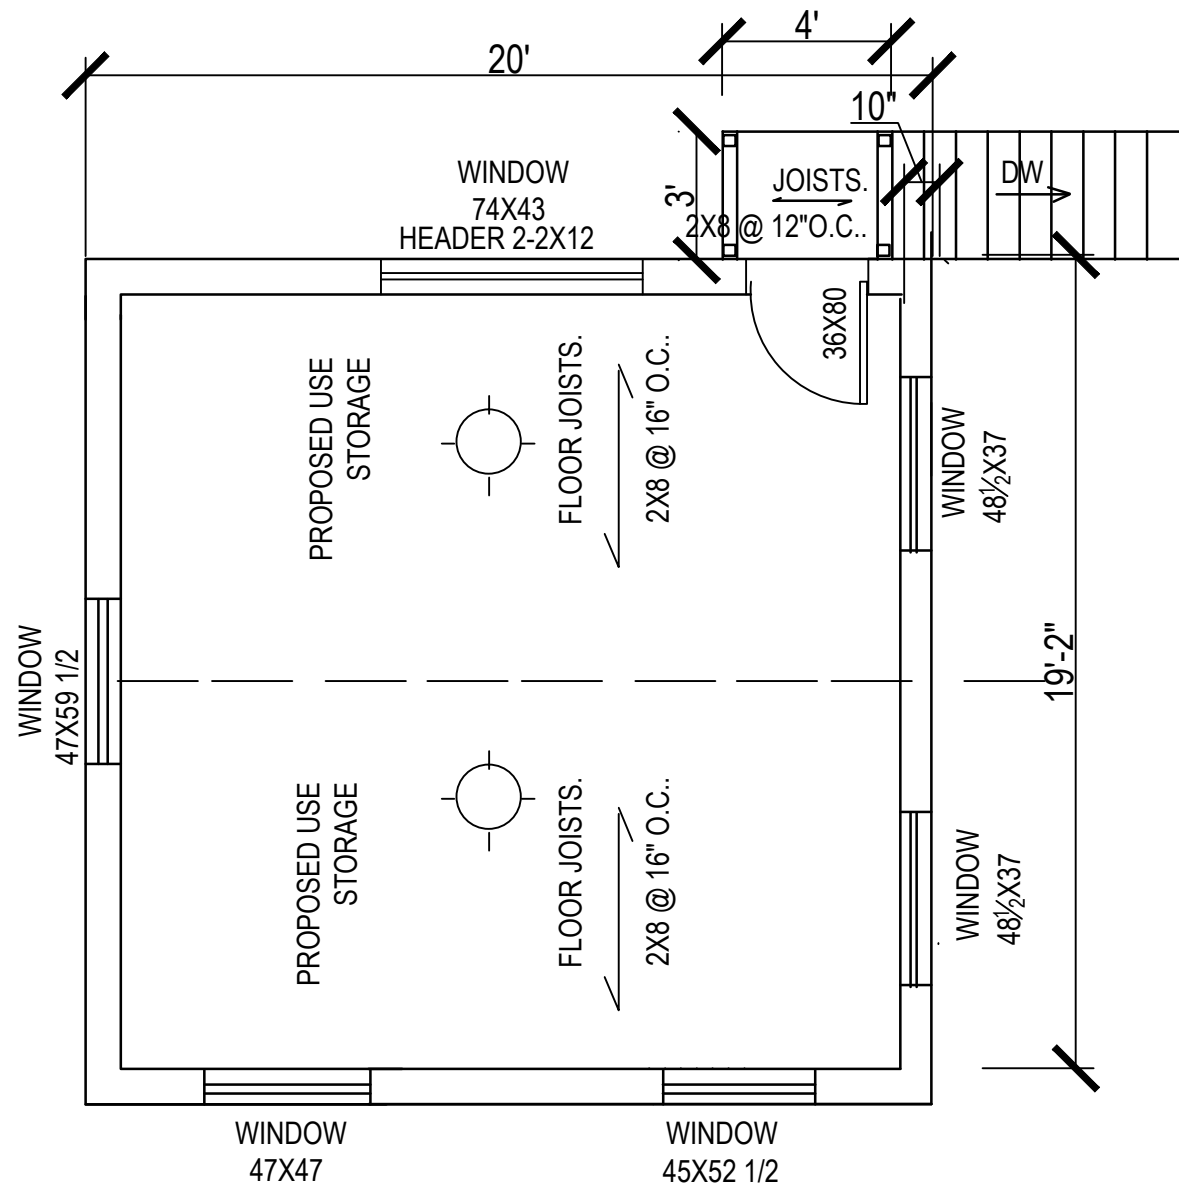 4'
20'
10"
WINDOW
74X43
HEADER 2-2X12
3'
JOISTS.
2X8 @ 12"O.C..
DW
36X80
PROPOSED USE
STORAGE
FLOOR JOISTS.
2X8 @ 16" O.C..
WINDOW
48½X37
WINDOW
47X59 1/2
19'-2"
PROPOSED USE
STORAGE
FLOOR JOISTS.
2X8 @ 16" O.C..
WINDOW
48½X37
WINDOW
47X47
WINDOW
45X52 1/2